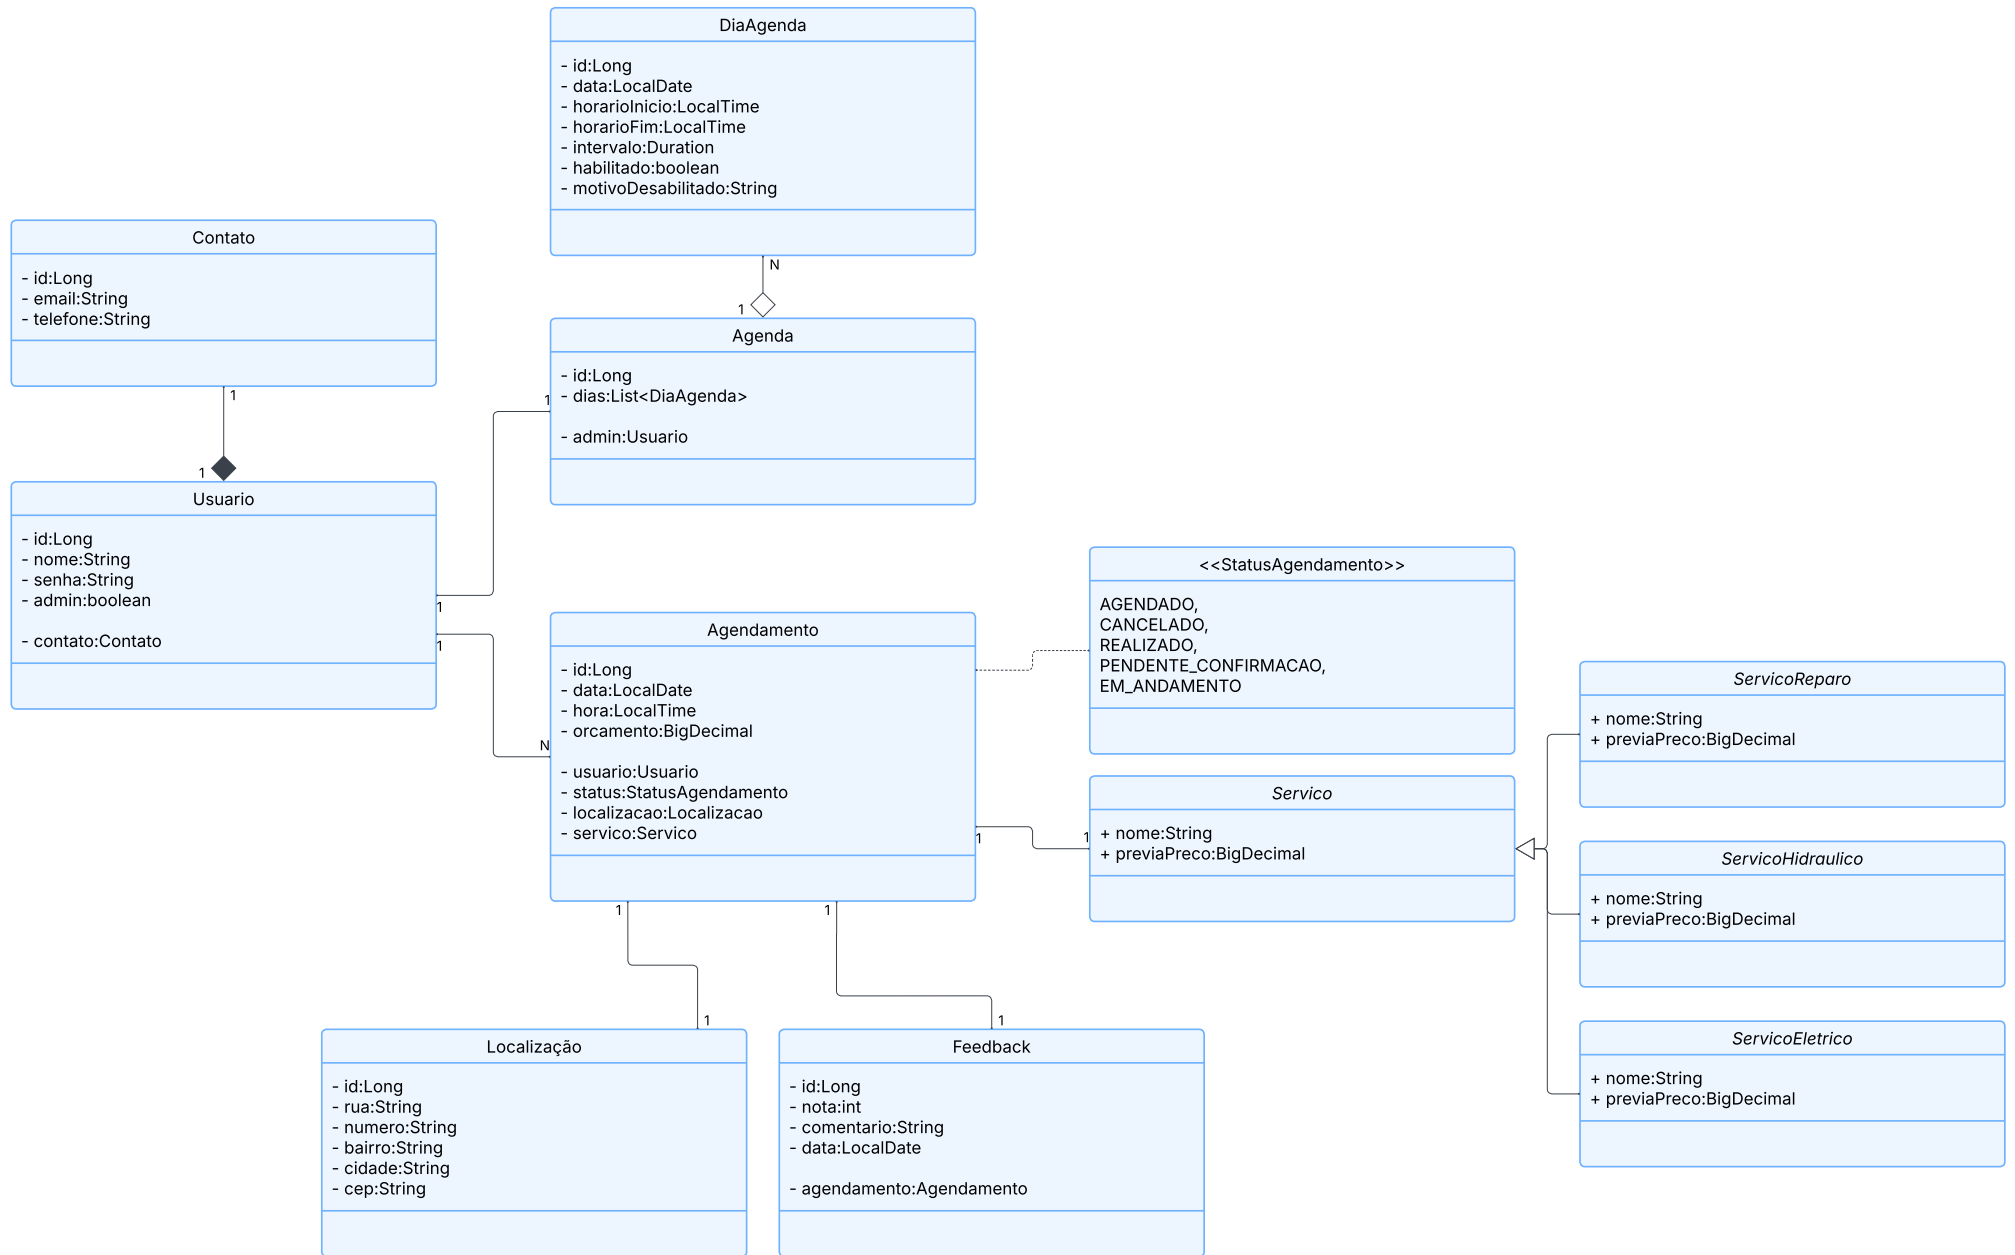 DiaAgenda
- id:Long
- data:LocalDate
- horarioInicio:LocalTime
- horarioFim:LocalTime
- intervalo:Duration
- habilitado:boolean
- motivoDesabilitado:String
N
1
Contato
- id:Long
- email:String
- telefone:String
1
1
Agenda
- id:Long
- dias:List<DiaAgenda>
- admin:Usuario
1
Usuario
- id:Long
- nome:String
- senha:String
- admin:boolean
- contato:Contato
1
1
Agendamento
- id:Long
- data:LocalDate
- hora:LocalTime
- orcamento:BigDecimal
- usuario:Usuario
- status:StatusAgendamento
- localizacao:Localizacao
- servico:Servico
N
1
1
1
<<StatusAgendamento>>
AGENDADO,
CANCELADO,
REALIZADO,
PENDENTE_CONFIRMACAO,
EM_ANDAMENTO
Servico
+ nome:String
+ previaPreco:BigDecimal
1
ServicoReparo
+ nome:String
+ previaPreco:BigDecimal
ServicoHidraulico
+ nome:String
+ previaPreco:BigDecimal
ServicoEletrico
+ nome:String
+ previaPreco:BigDecimal
1
Localização
- id:Long
- rua:String
- numero:String
- bairro:String
- cidade:String
- cep:String
1
Feedback
- id:Long
- nota:int
- comentario:String
- data:LocalDate
- agendamento:Agendamento